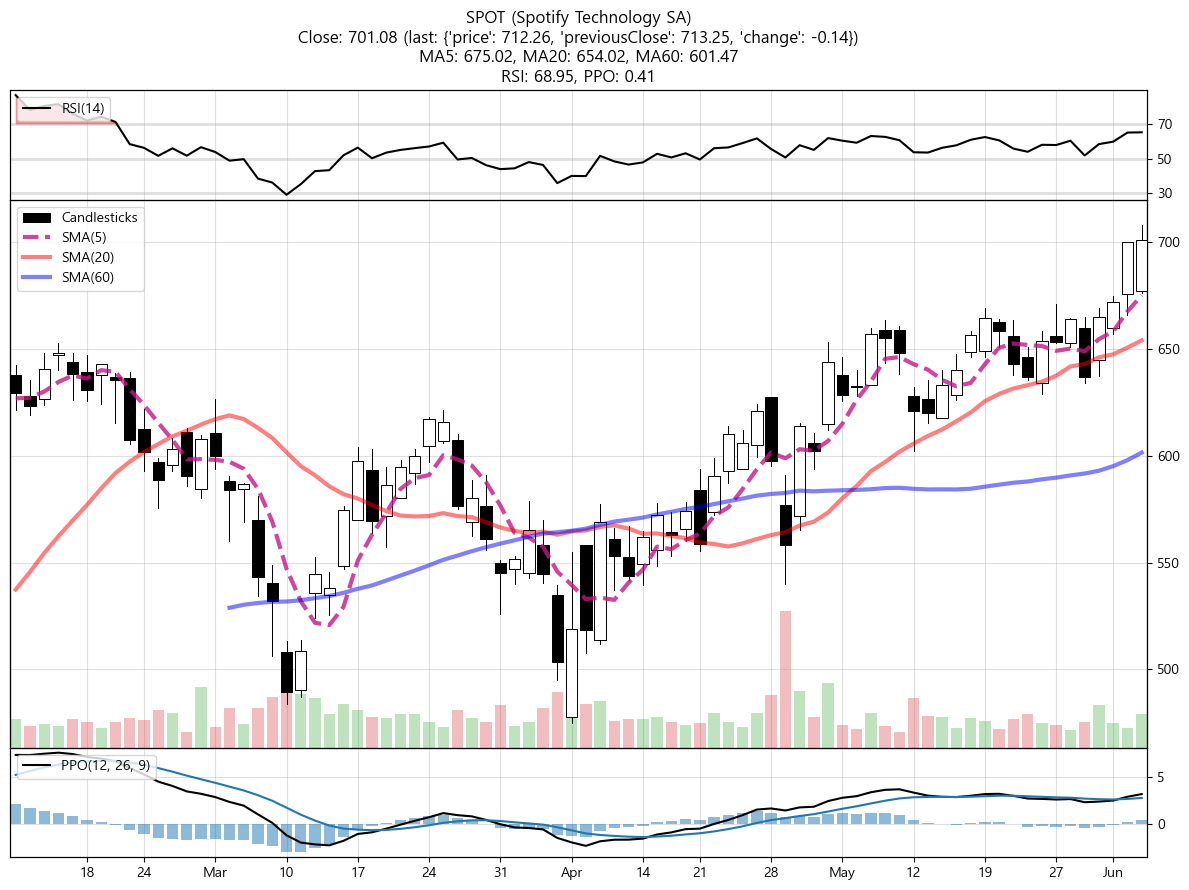 SPOT (Spotify Technology SA)
Close: 701.08 (last: {'price': 712.26, 'previousClose': 713.25, 'change': -0.14})
MA5: 675.02, MA20: 654.02, MA60: 601.47
RSI: 68.95, PPO: 0.41
RSI(14)
70
50
30
Candlesticks
SMA(5)
SMA(20)
SMA(60)
700
650
600
550
500
PPO(12, 26, 9)
5
0
18 24 Mar 10 17 24 31 Apr 14 21 28 May 12 19 27 Jun